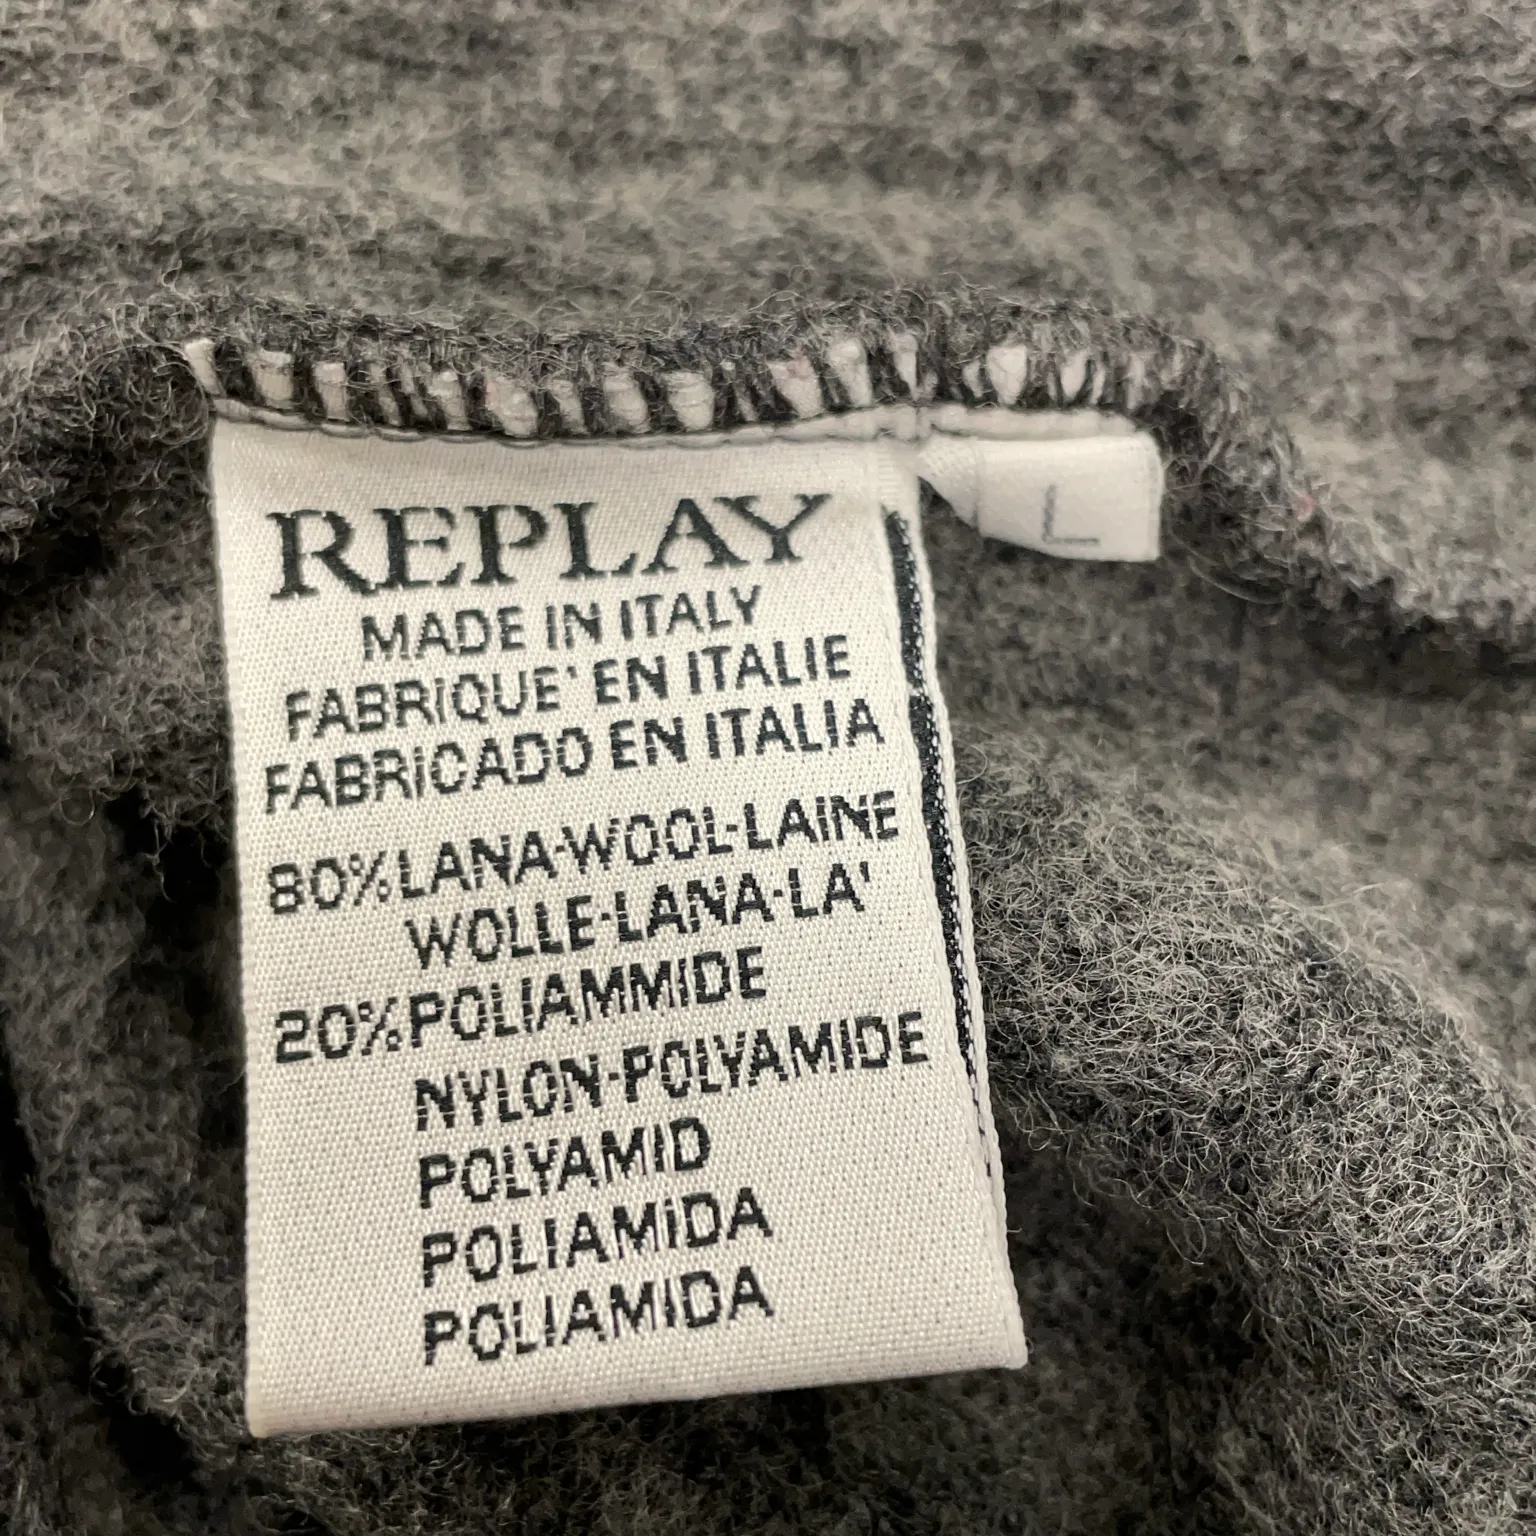 REPLAY
MADE IN ITALY
FABRIQUE' EN ITALIE
FABRICADO EN ITALIA
80% LANA-WOOL-LAINE
WOLLE-LANA-LA'
20% POLIAMMIDE
NYLON-POLYAMIDE
POLYAMID
POLIAMIDA
POLIAMIDA
L